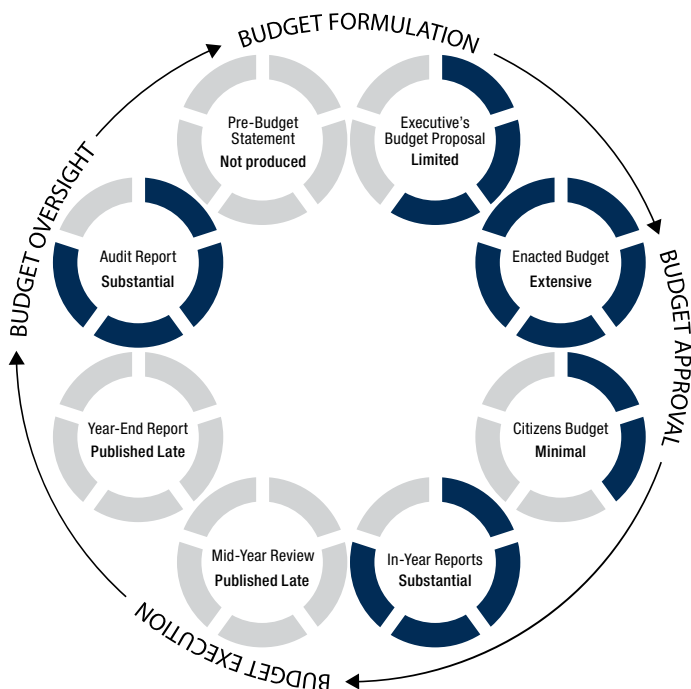 BUDGET FORMULATION
Pre-Budget
Statement
Not produced
Executive's
Budget Proposal
Limited
Enacted Budget
Extensive
BUDGET APPROVAL
Citizens Budget
Minimal
In-Year Reports
Substantial
Mid-Year Review
Published Late
BUDGET EXECUTION
Year-End Report
Published Late
Audit Report
Substantial
BUDGET OVERSIGHT